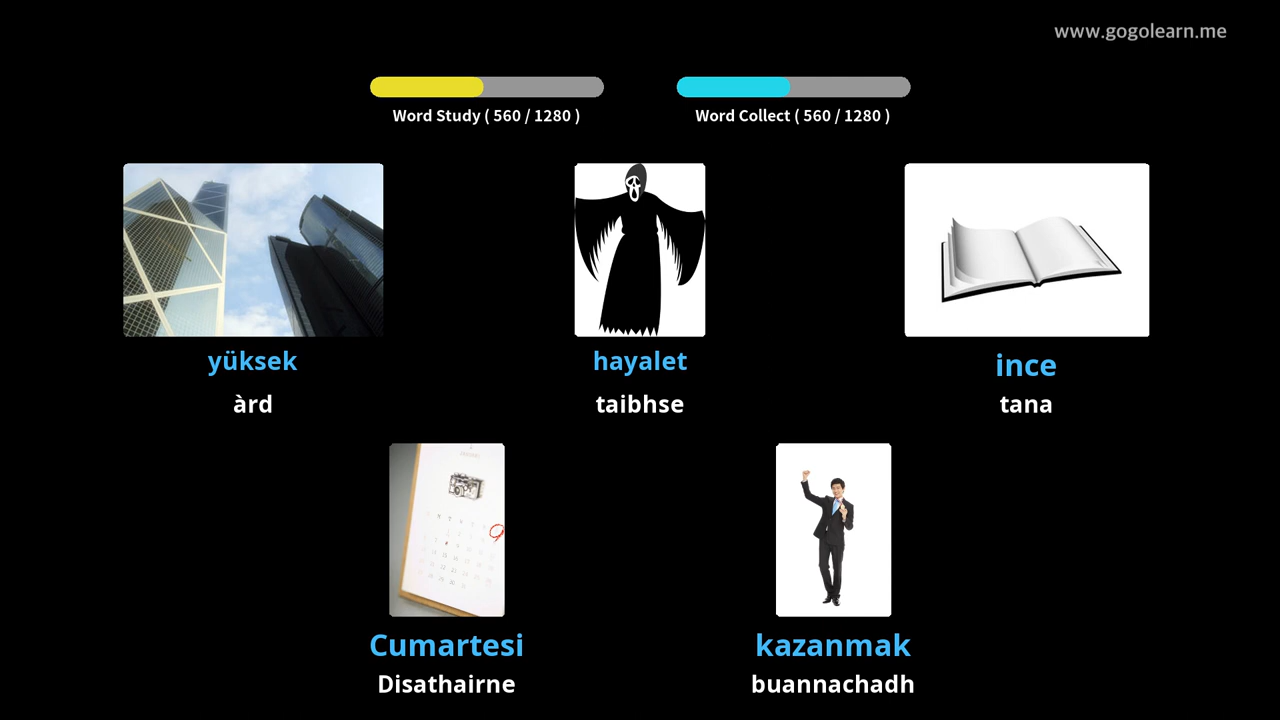 www.gogolearn.me
Word Study ( 560 / 1280 )
Word Collect ( 560 / 1280 )
yüksek
hayalet
ince
àrd
taibhse
tana
Cumartesi
kazanmak
Disathairne
buannachadh